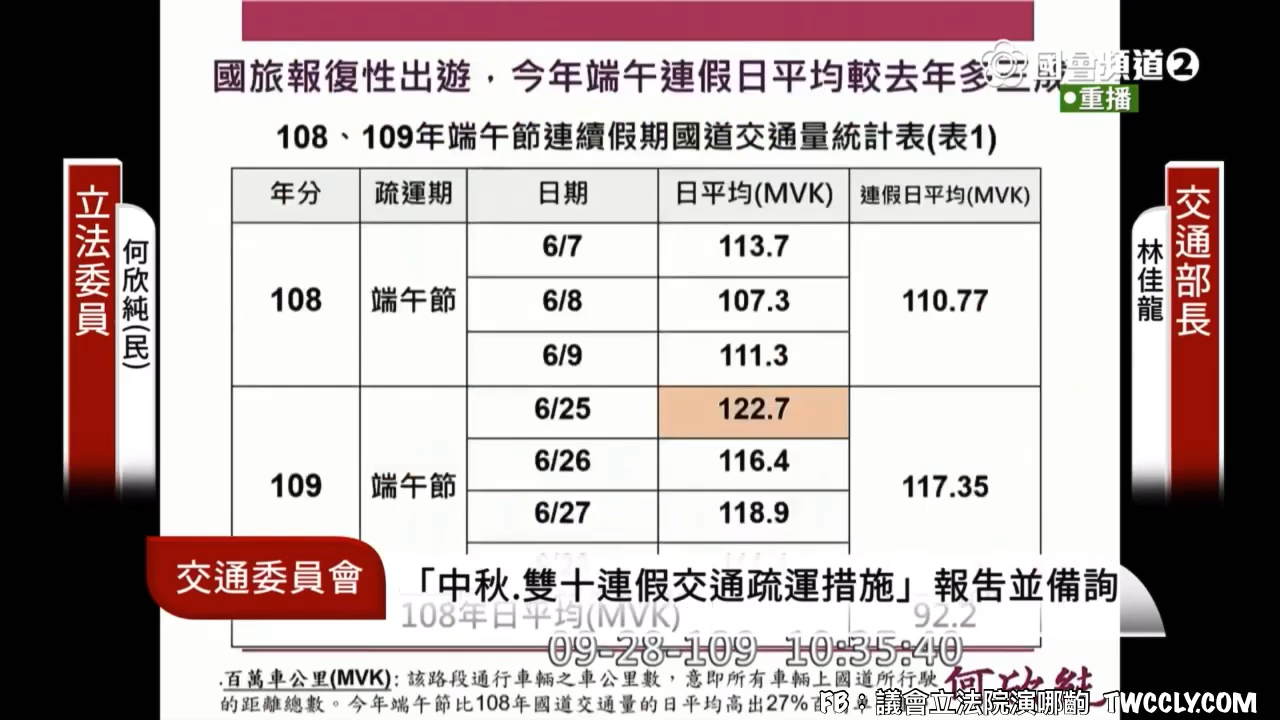 國旅報復性出遊，今年端午連假日平均較去年多
國會頻道2
重播
108、109年端午節連續假期國道交通量統計表(表1)
年分 疏運期 日期 日平均(MVK) 連假日平均(MVK)
108 端午節 6/7 113.7 110.77
6/8 107.3
6/9 111.3
109 端午節 6/25 122.7 117.35
6/26 116.4
6/27 118.9
108年日平均(MVK) 92.2
立法委員
何欣純(民)
交通部長
林佳龍
交通委員會
「中秋.雙十連假交通疏運措施」報告並備詢
09-28-109 10:35:40
.百萬車公里(MVK):該路段通行車輛之車公里數，意即所有車輛上國道所行駛
的距離總數。今年端午節比108年國道交通量的日平均高出27%
何欣純
FB：議會立法院演哪齣 TWCCLY.COM